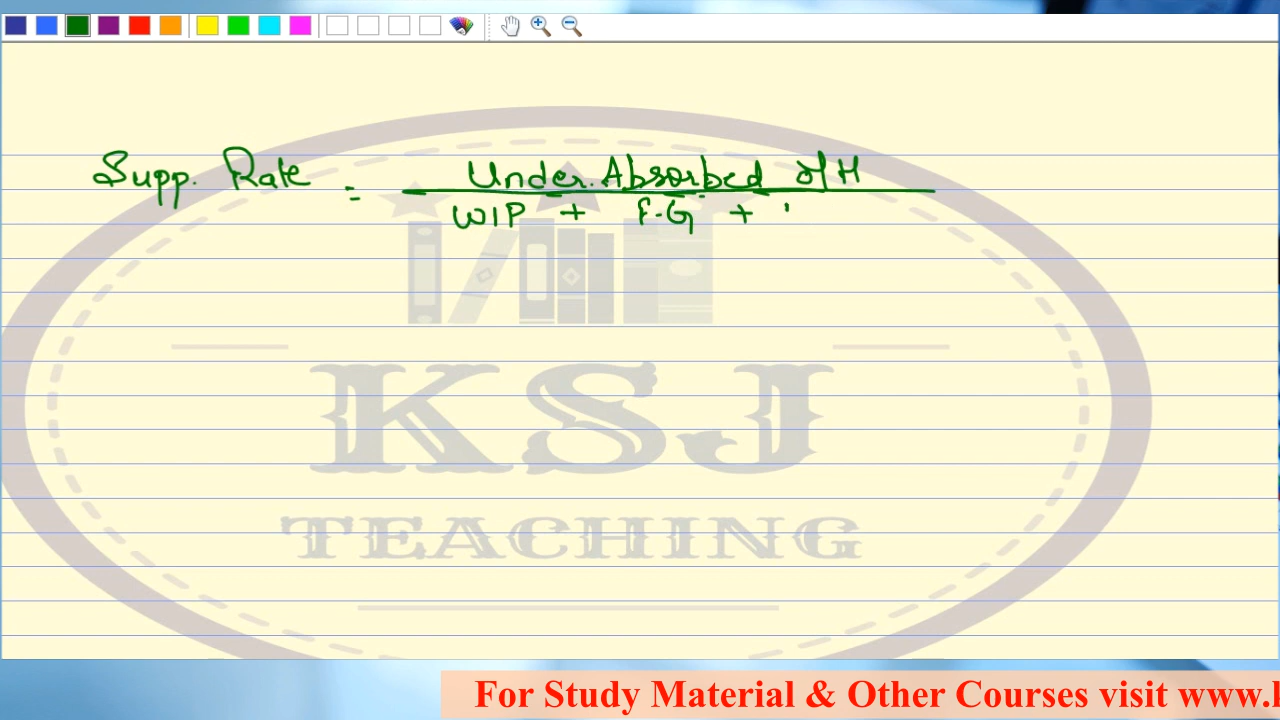 Supp. Rate = Under. Absorbed O/H
WIP + F.G +
KSJ
TEACHING
For Study Material & Other Courses visit www.